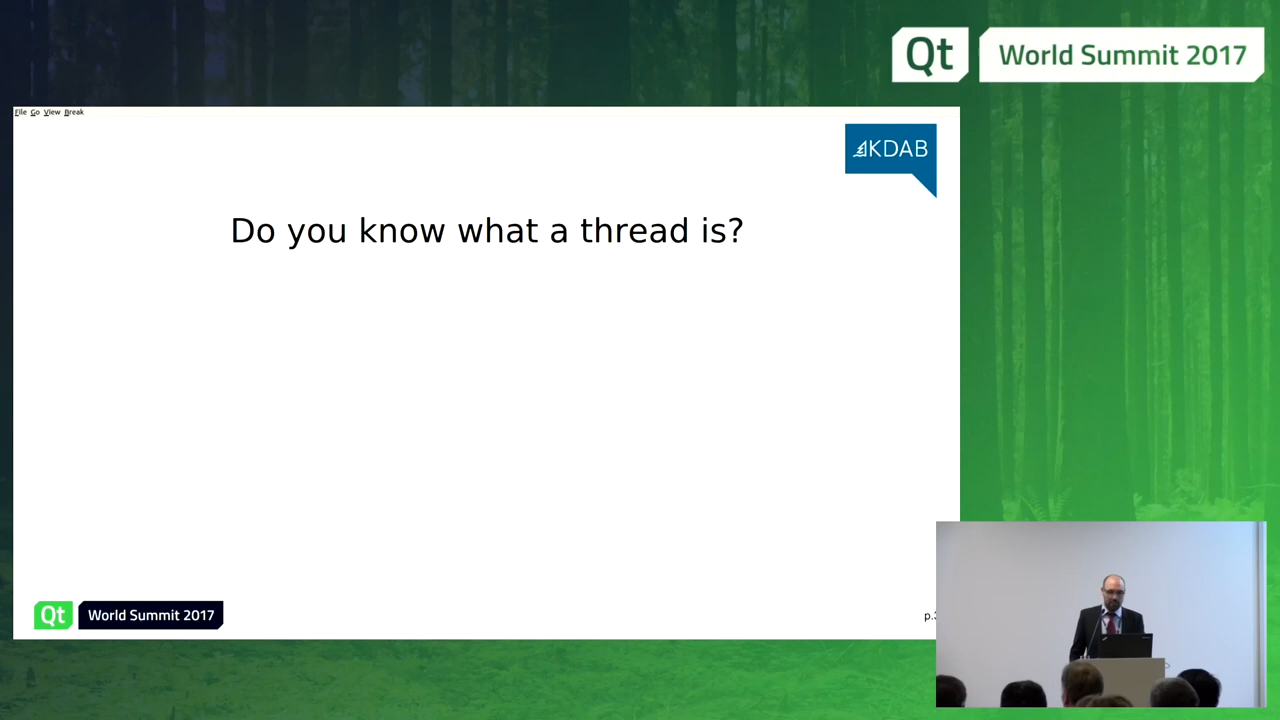 Qt World Summit 2017
File Go View Break
KDAB
Do you know what a thread is?
Qt World Summit 2017
p.3